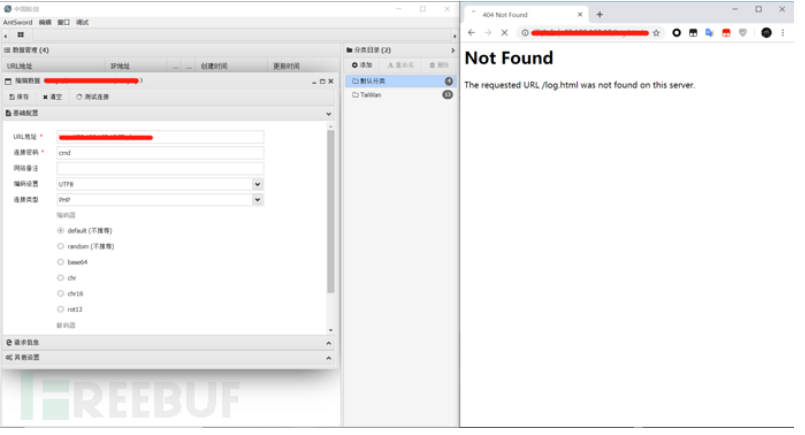 中国蚁剑
AntSword 编辑 窗口 调试
数据管理 (4)
URL地址 IP地址 ... ... 创建时间 更新时间
编辑数据
保存 清空 测试连接
基础配置
URL地址 *
连接密码 * cmd
网站备注
编码设置 UTF8
连接类型 PHP
编码器
default (不推荐)
random (不推荐)
base64
chr
chr16
rot13
解码器
请求信息
其他设置
分类目录 (2)
添加 重命名 删除
默认分类 4
TaiWan
REEBUF
404 Not Found
Not Found
The requested URL /log.html was not found on this server.